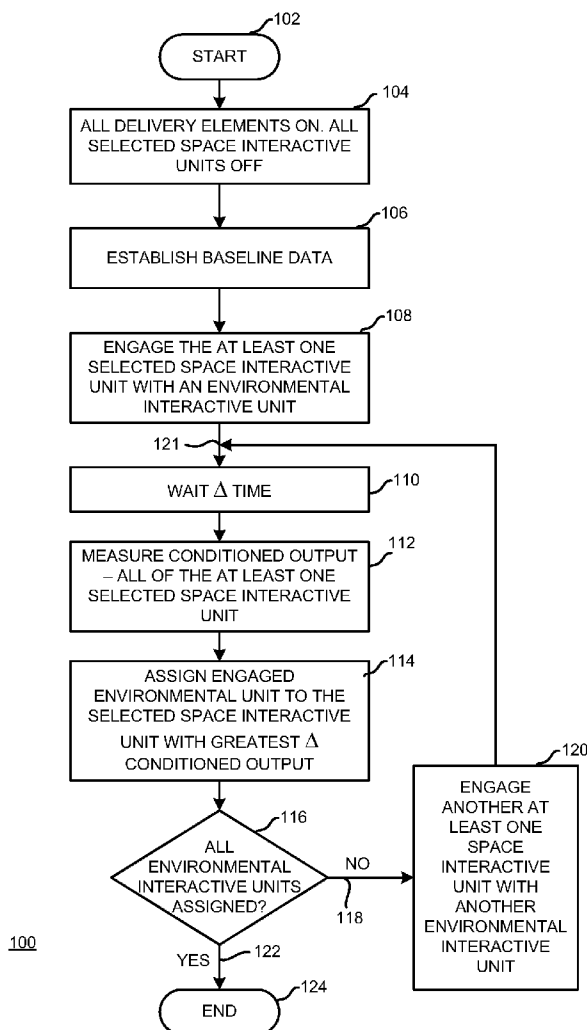 102
START
104
ALL DELIVERY ELEMENTS ON. ALL
SELECTED SPACE INTERACTIVE
UNITS OFF
106
ESTABLISH BASELINE DATA
108
ENGAGE THE AT LEAST ONE
SELECTED SPACE INTERACTIVE
UNIT WITH AN ENVIRONMENTAL
INTERACTIVE UNIT
121
WAIT Δ TIME
110
MEASURE CONDITIONED OUTPUT
– ALL OF THE AT LEAST ONE
SELECTED SPACE INTERACTIVE
UNIT
112
ASSIGN ENGAGED
ENVIRONMENTAL UNIT TO THE
SELECTED SPACE INTERACTIVE
UNIT WITH GREATEST Δ
CONDITIONED OUTPUT
114
116
ALL
ENVIRONMENTAL
INTERACTIVE UNITS
ASSIGNED?
NO
118
120
ENGAGE
ANOTHER AT
LEAST ONE
SPACE
INTERACTIVE
UNIT WITH
ANOTHER
ENVIRONMENTAL
INTERACTIVE
UNIT
100
YES
122
END
124